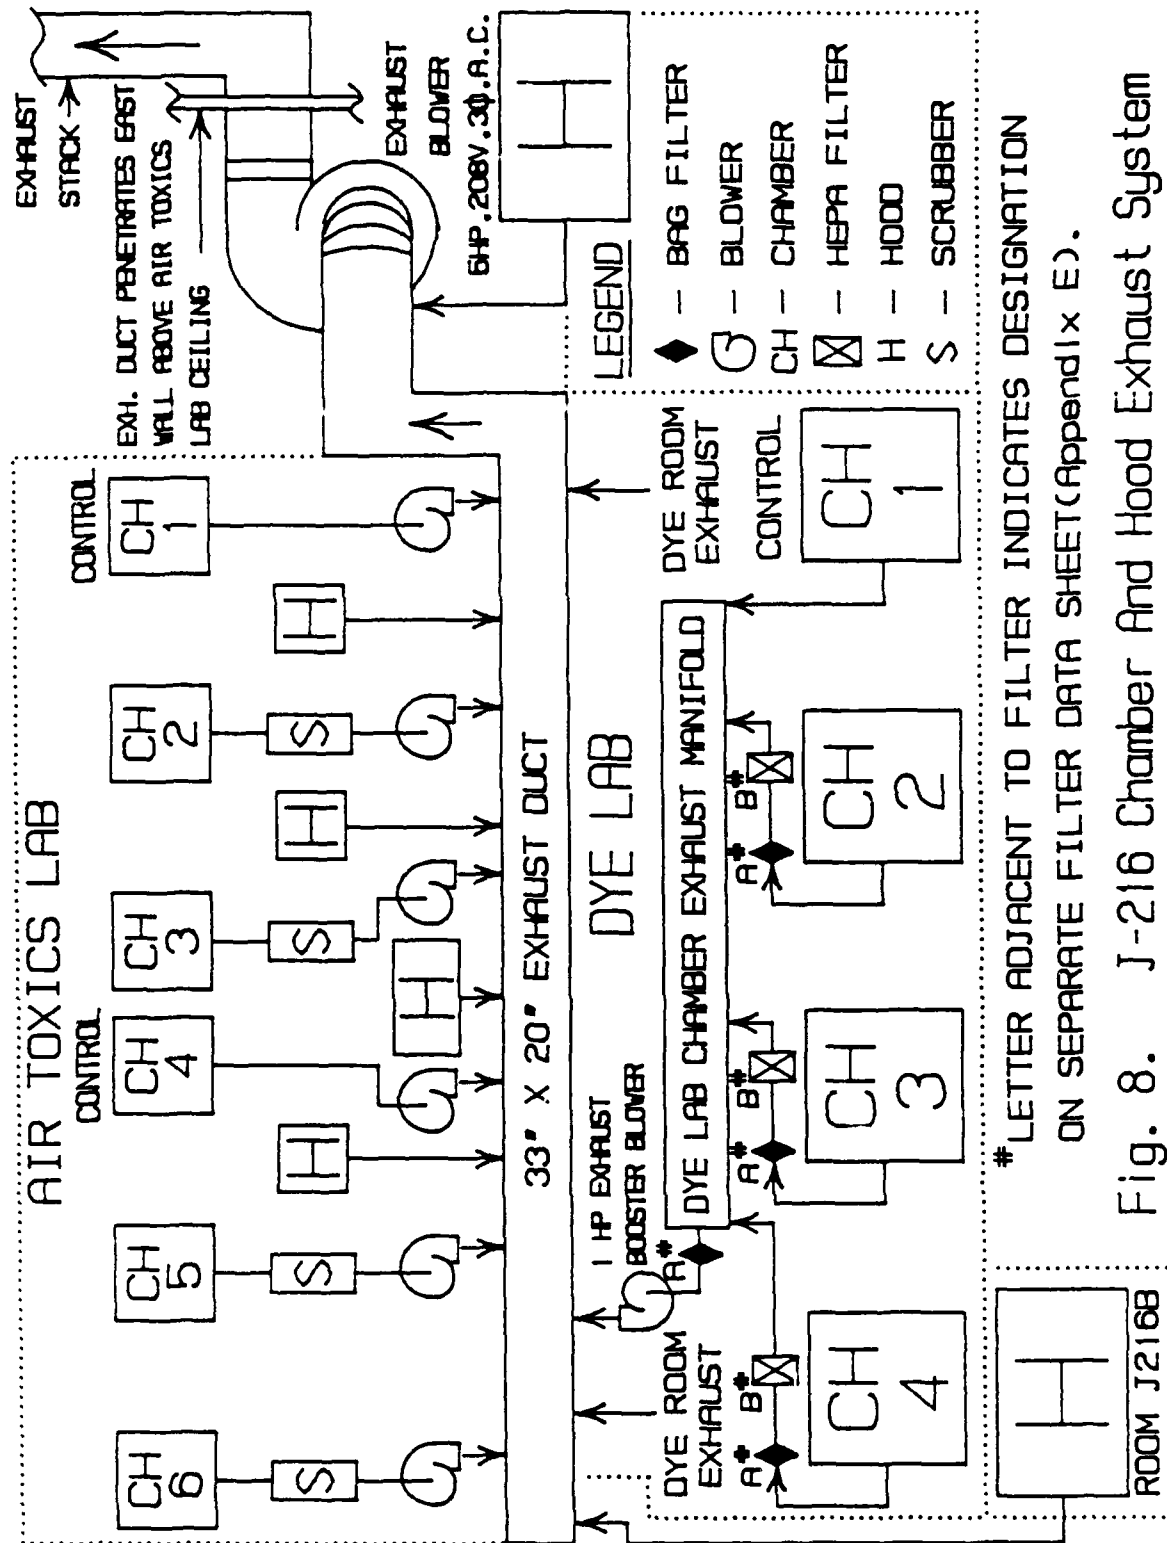 AIR TOXICS LAB
CH 6
S
CH 5
S
H
CONTROL
CH 4
H
CH 3
S
H
CH 2
S
H
CONTROL
CH 1
EXHAUST
STACK
EXH. DUCT PENETRATES EAST
WALL ABOVE AIR TOXICS
LAB CEILING
EXHAUST
BLOWER
5HP.208V.3Φ.A.C.
H
33" X 20" EXHAUST DUCT
DYE LAB
1 HP EXHAUST
BOOSTER BLOWER
A#
DYE ROOM
EXHAUST
DYE LAB CHAMBER EXHAUST MANIFOLD
A#
B#
CH 4
A#
B#
CH 3
A#
B#
CH 2
DYE ROOM
EXHAUST
CONTROL
CH 1
LEGEND
— BAG FILTER
— BLOWER
CH — CHAMBER
— HEPA FILTER
H — HOOD
S — SCRUBBER
H
ROOM J216B
#LETTER ADJACENT TO FILTER INDICATES DESIGNATION
ON SEPARATE FILTER DATA SHEET(Appendix E).
Fig. 8. J-216 Chamber And Hood Exhaust System